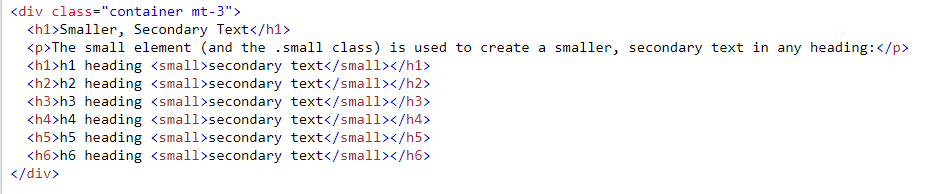 <div class="container mt-3">
  <h1>Smaller, Secondary Text</h1>
  <p>The small element (and the .small class) is used to create a smaller, secondary text in any heading:</p>
  <h1>h1 heading <small>secondary text</small></h1>
  <h2>h2 heading <small>secondary text</small></h2>
  <h3>h3 heading <small>secondary text</small></h3>
  <h4>h4 heading <small>secondary text</small></h4>
  <h5>h5 heading <small>secondary text</small></h5>
  <h6>h6 heading <small>secondary text</small></h6>
</div>